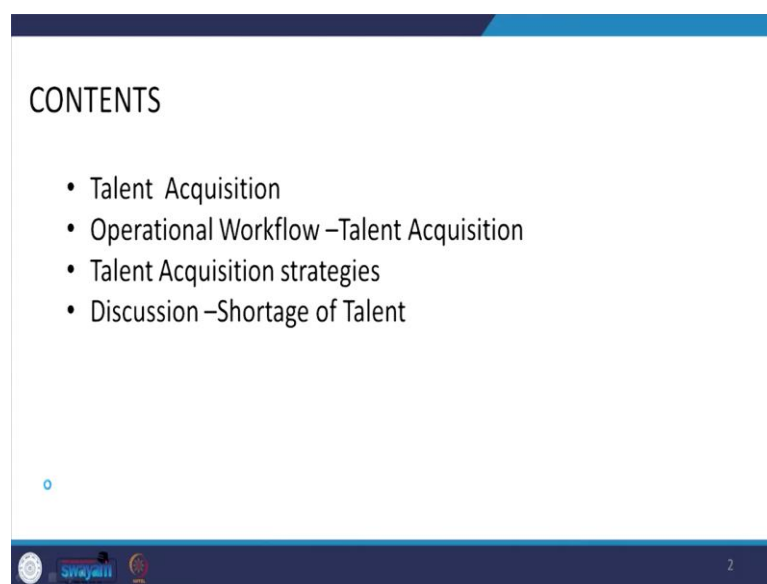 CONTENTS
• Talent Acquisition
• Operational Workflow –Talent Acquisition
• Talent Acquisition strategies
• Discussion –Shortage of Talent
swayam
2